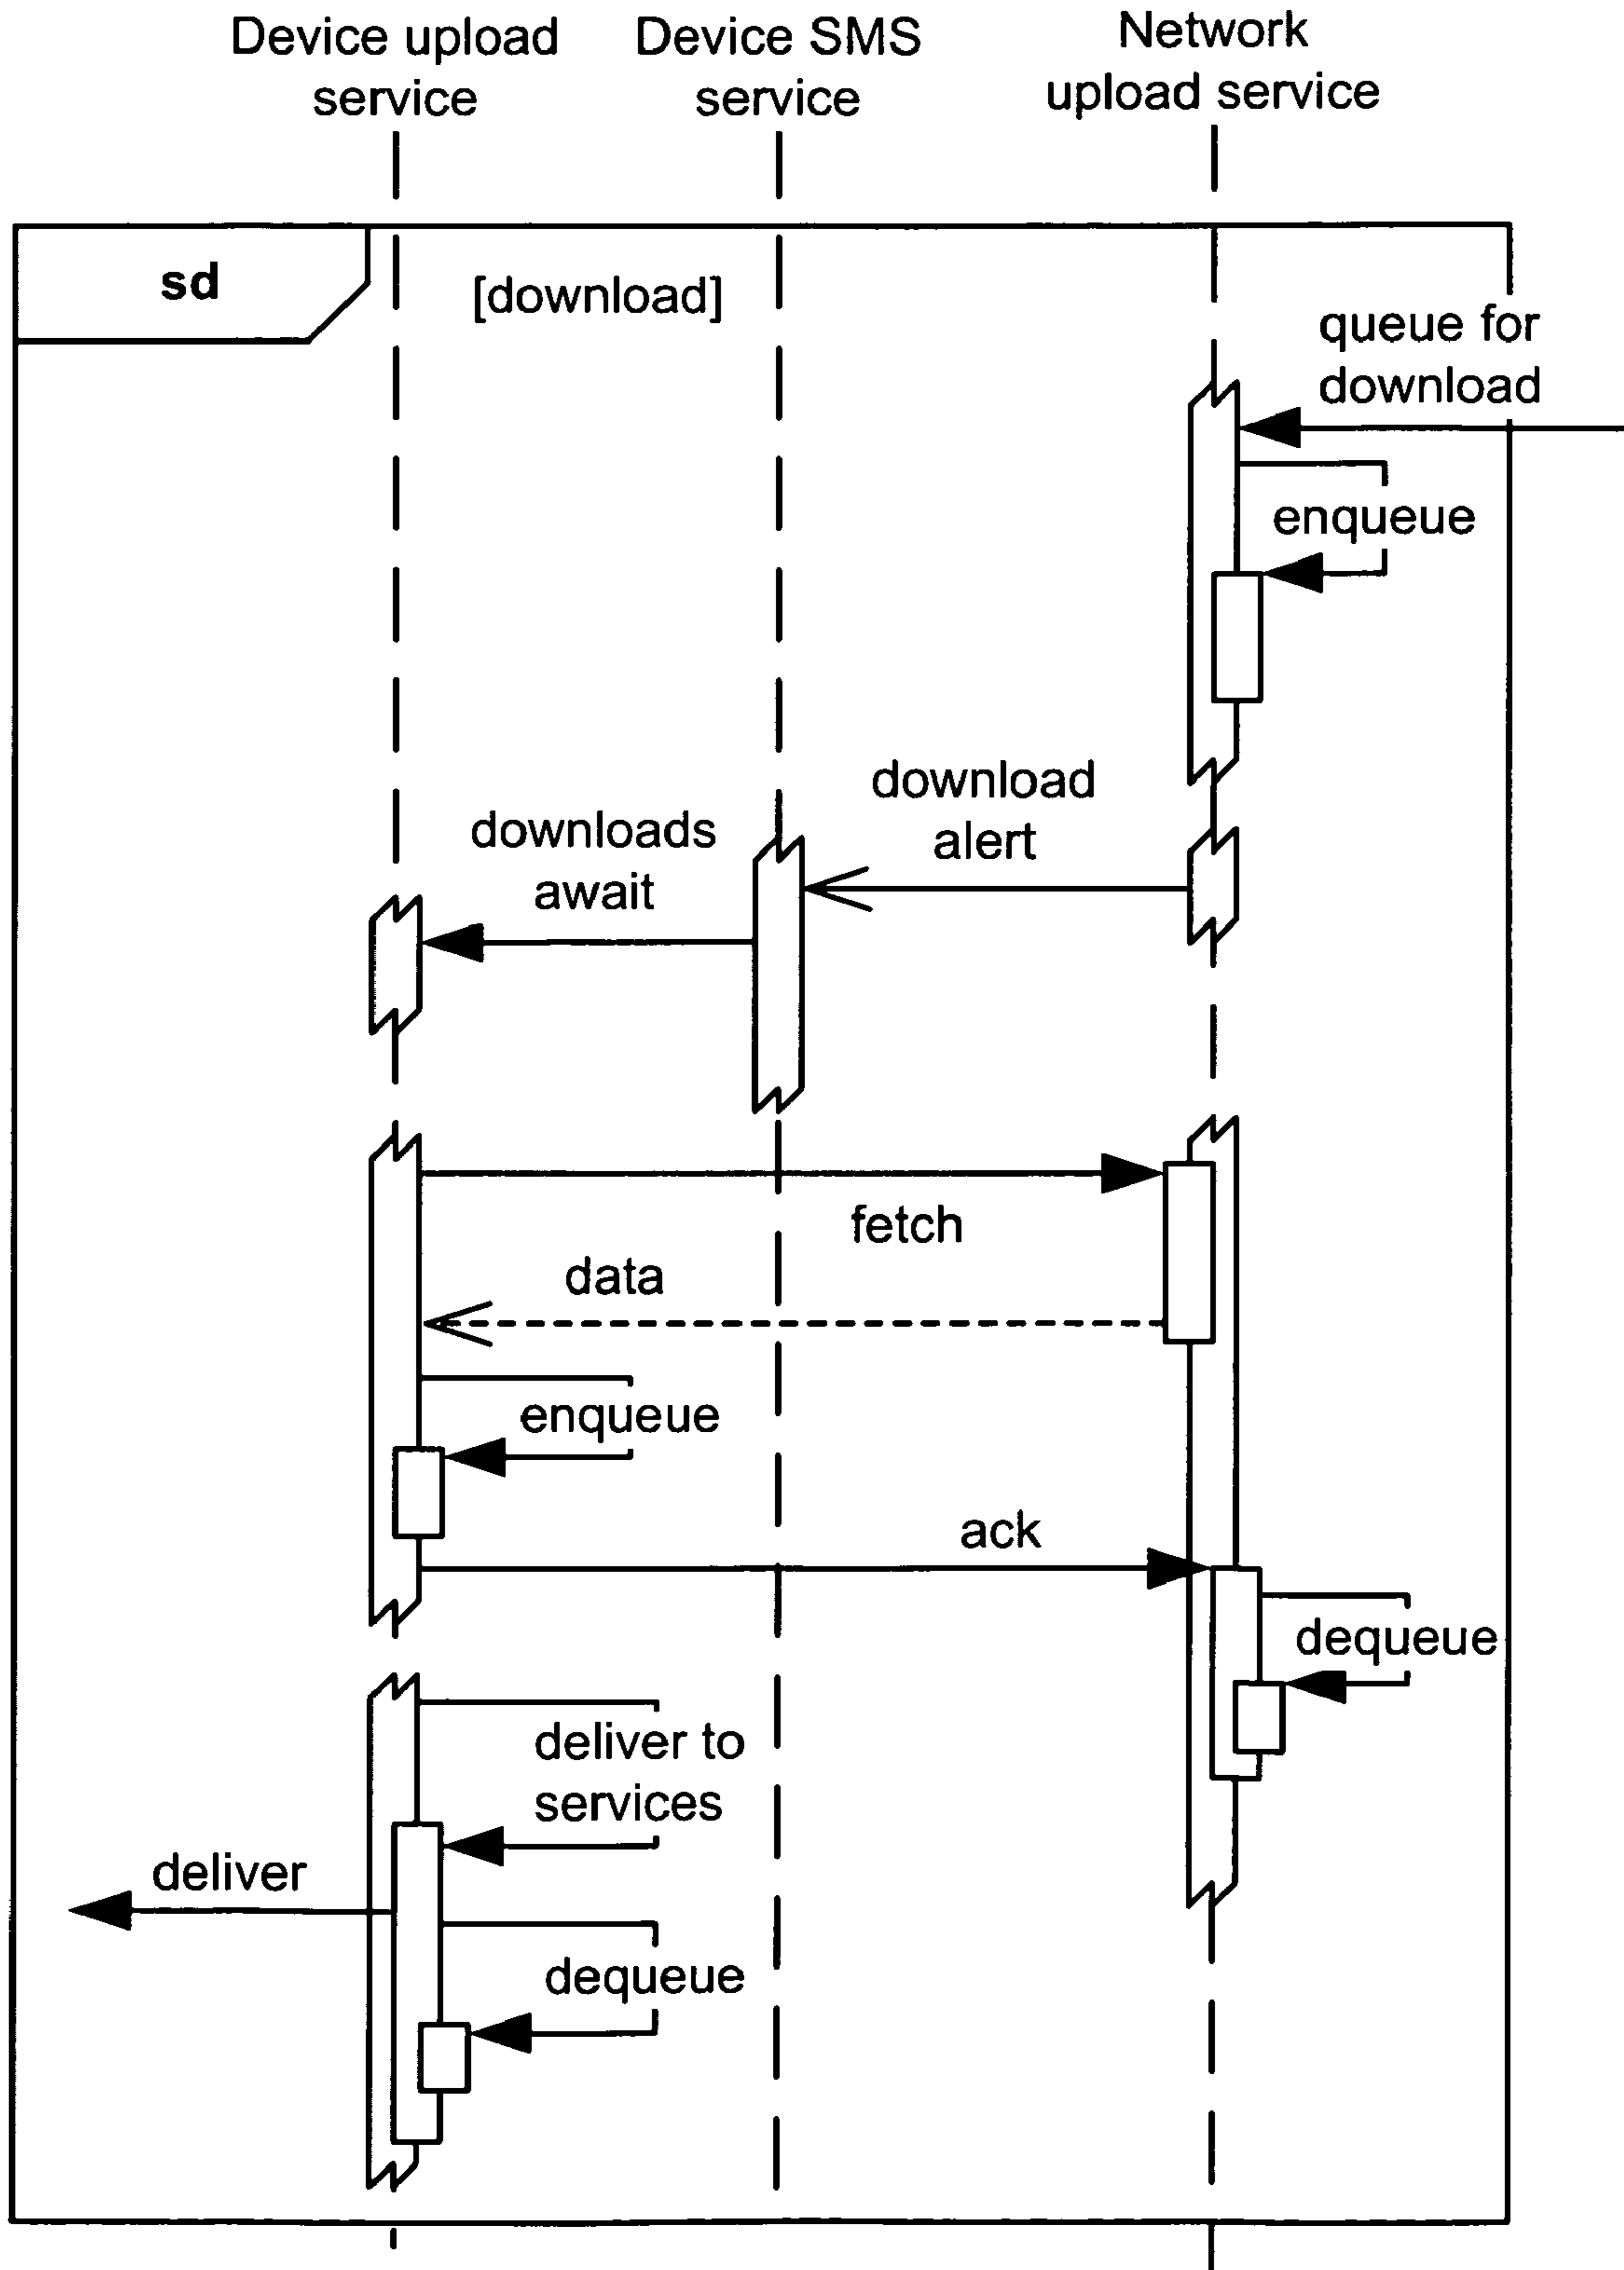 Device upload
service
Device SMS
service
Network
upload service
sd
[download]
queue for
download
enqueue
download
alert
downloads
await
fetch
data
enqueue
ack
dequeue
deliver to
services
deliver
dequeue